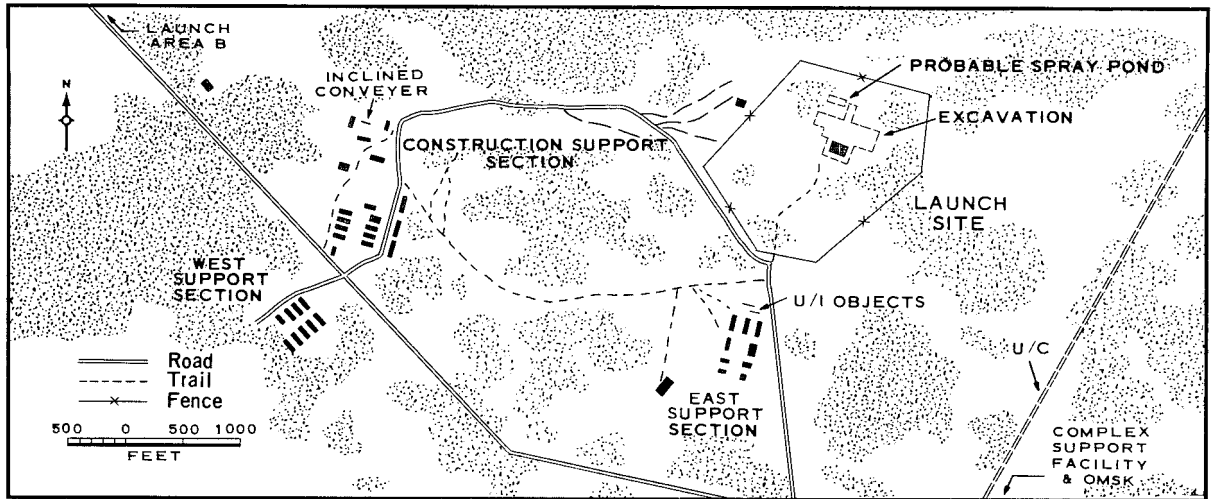 LAUNCH
AREA B
N
INCLINED
CONVEYER
PROBABLE SPRAY POND
EXCAVATION
CONSTRUCTION SUPPORT
SECTION
LAUNCH
SITE
WEST
SUPPORT
SECTION
U/I OBJECTS
U/C
Road
Trail
Fence
500 0 500 1000
FEET
EAST
SUPPORT
SECTION
COMPLEX
SUPPORT
FACILITY
& OMSK